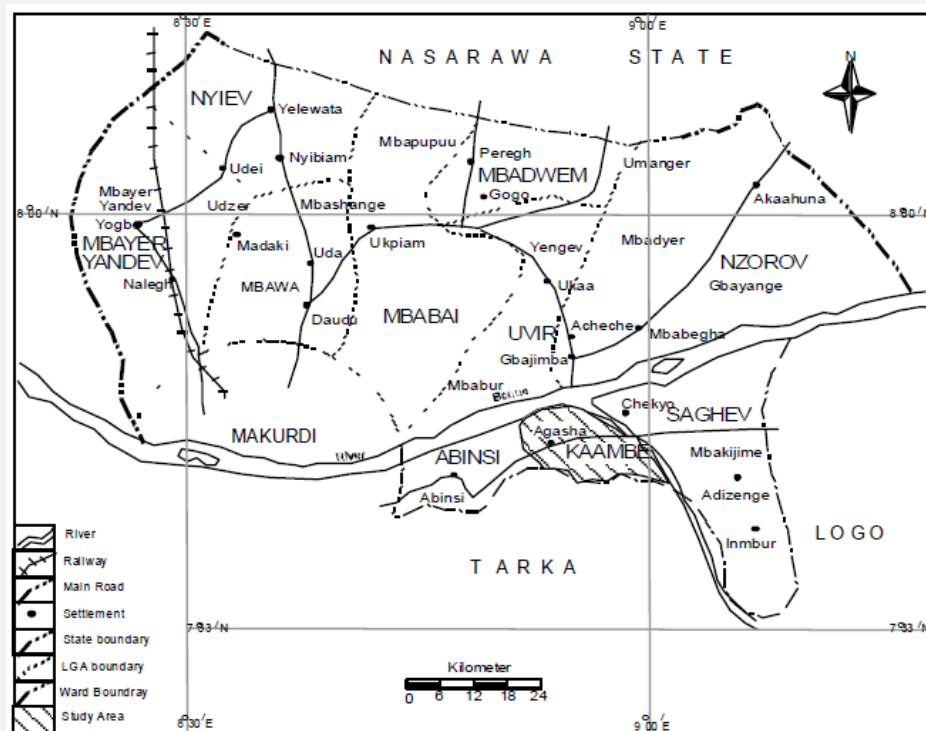 8°30′E
9°00′E
NASARAWA STATE
N
NYIEV
Yelewata
Mbapupuu
Nyibiam
Peregh
Umanger
Udei
MBADWEM
Mbayer
Yandev
Gogo
Akaahuna
Udzer
Mbashange
8°00′N
8°00′N
Yogbo
Madaki
Ukpiam
Yengev
Mbadyer
MBAYER
YANDEV
Uda
NZOROV
Nalegh
MBAWA
Ukaa
Gbayange
Daudu
MBABAI
UVIR
Acheche
Mbabegha
Gbajimba
Mbabur
Benue
Chekyo
SAGHEV
MAKURDI
River
Agasha
KAAMBE
Mbakijime
ABINSI
Abinsi
Adizenge
Inmbur
LOGO
TARKA
River
Railway
Main Road
Settlement
State boundary
LGA boundary
Ward Boundray
Study Area
7°33′N
7°33′N
Kilometer
0 6 12 18 24
8°30′E
9°00′E